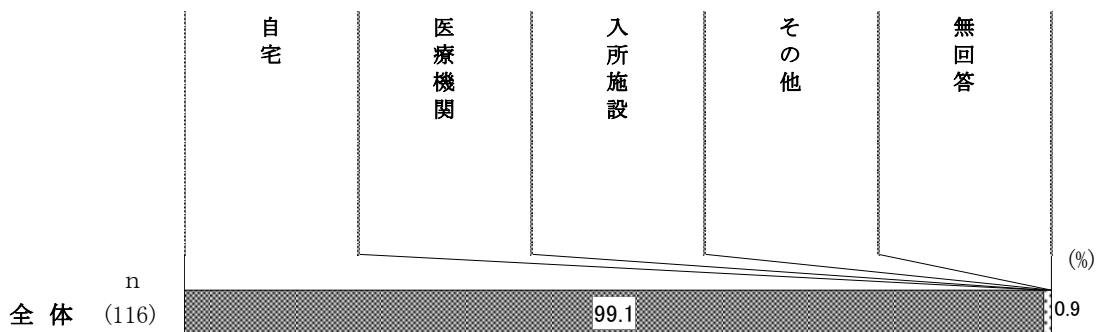 自宅
医療機関
入所施設
その他
無回答
(%)
n
全 体 (116)
99.1
0.9